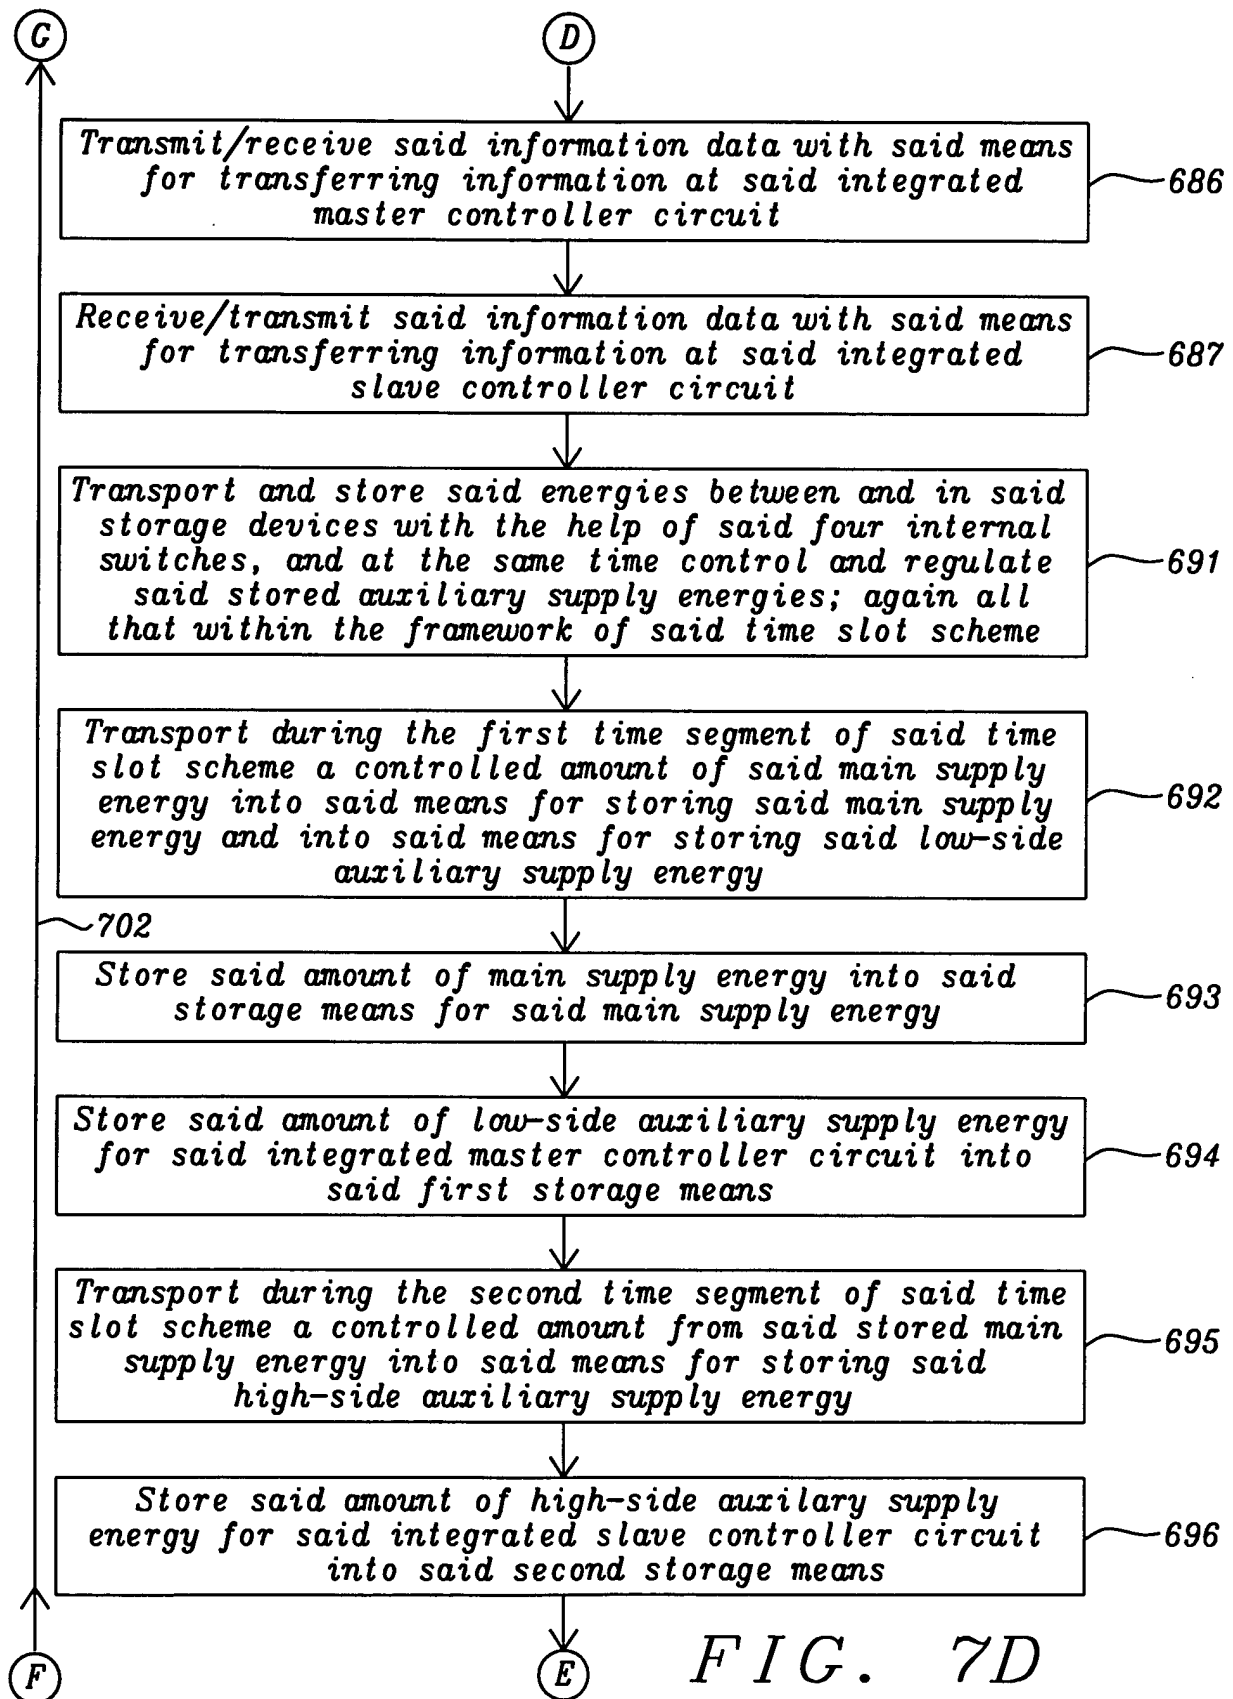 G
D
Transmit/receive said information data with said means
for transferring information at said integrated
master controller circuit
686
Receive/transmit said information data with said means
for transferring information at said integrated
slave controller circuit
687
Transport and store said energies between and in said
storage devices with the help of said four internal
switches, and at the same time control and regulate
said stored auxiliary supply energies; again all
that within the framework of said time slot scheme
691
Transport during the first time segment of said time
slot scheme a controlled amount of said main supply
energy into said means for storing said main supply
energy and into said means for storing said low-side
auxiliary supply energy
692
702
Store said amount of main supply energy into said
storage means for said main supply energy
693
Store said amount of low-side auxiliary supply energy
for said integrated master controller circuit into
said first storage means
694
Transport during the second time segment of said time
slot scheme a controlled amount from said stored main
supply energy into said means for storing said
high-side auxiliary supply energy
695
Store said amount of high-side auxilary supply
energy for said integrated slave controller circuit
into said second storage means
696
F
E
FIG. 7D